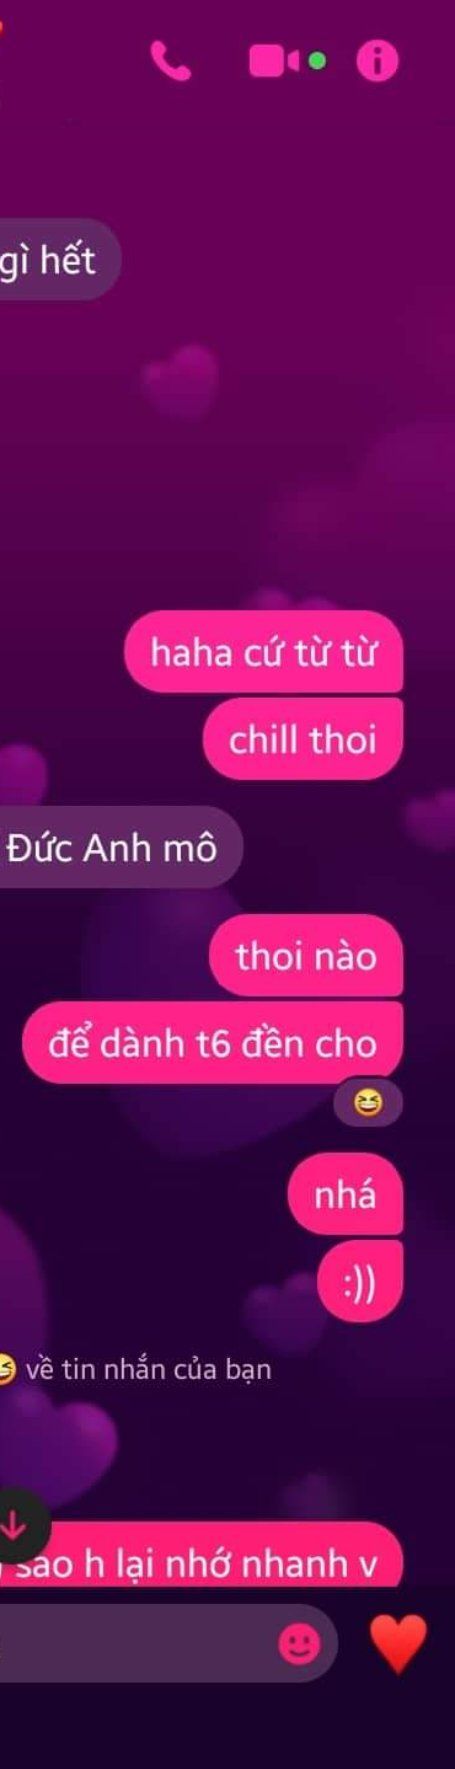 gì hết
haha cứ từ từ
chill thoi
Đức Anh mô
thoi nào
để dành t6 đền cho
nhá
:))
về tin nhắn của bạn
sao h lại nhớ nhanh v